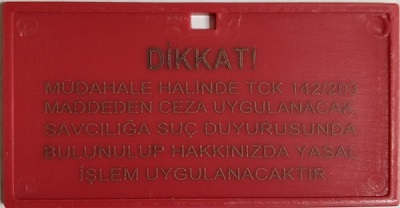 DİKKAT!
MÜDAHALE HALİNDE TCK 142/203
MADDEDEN CEZA UYGULANACAK,
SAVCILIĞA SUÇ DUYURUSUNDA
BULUNULUP HAKKINIZDA YASAL
İŞLEM UYGULANACAKTIR